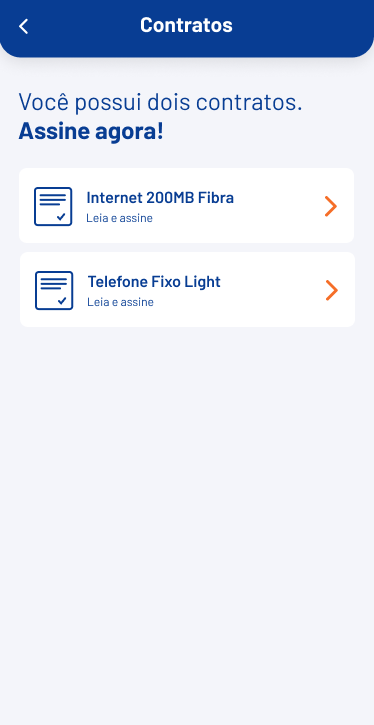 Contratos
Você possui dois contratos.
Assine agora!
Internet 200MB Fibra
Leia e assine
Telefone Fixo Light
Leia e assine